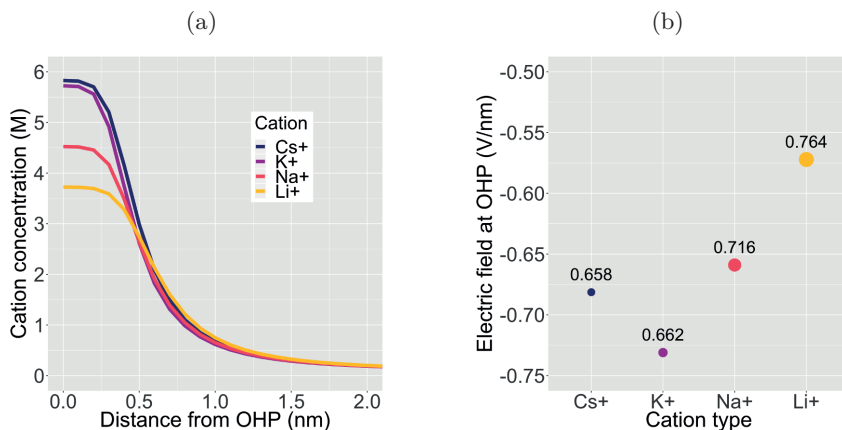 (a)
Cation concentration (M)
6
5
4
3
2
1
0
Cation
Cs+
K+
Na+
Li+
0.0
0.5
1.0
1.5
2.0
Distance from OHP (nm)
(b)
Electric field at OHP (V/nm)
-0.50
-0.55
-0.60
-0.65
-0.70
-0.75
0.658
0.662
0.716
0.764
Cs+
K+
Na+
Li+
Cation type